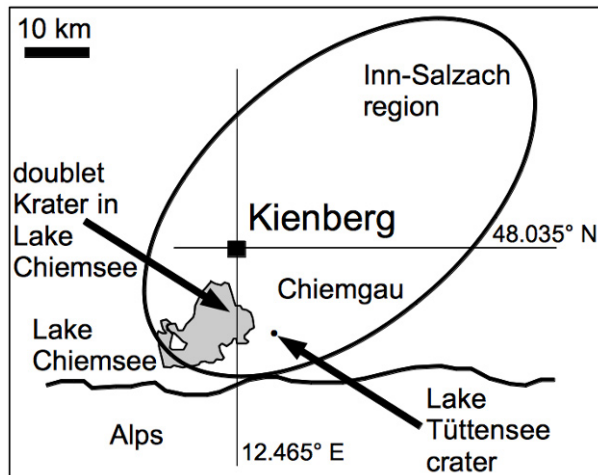 10 km
Inn-Salzach
region
doublet
Krater in
Lake
Chiemsee
Kienberg
48.035° N
Chiemgau
Lake
Chiemsee
Alps
12.465° E
Lake
Tüttensee
crater